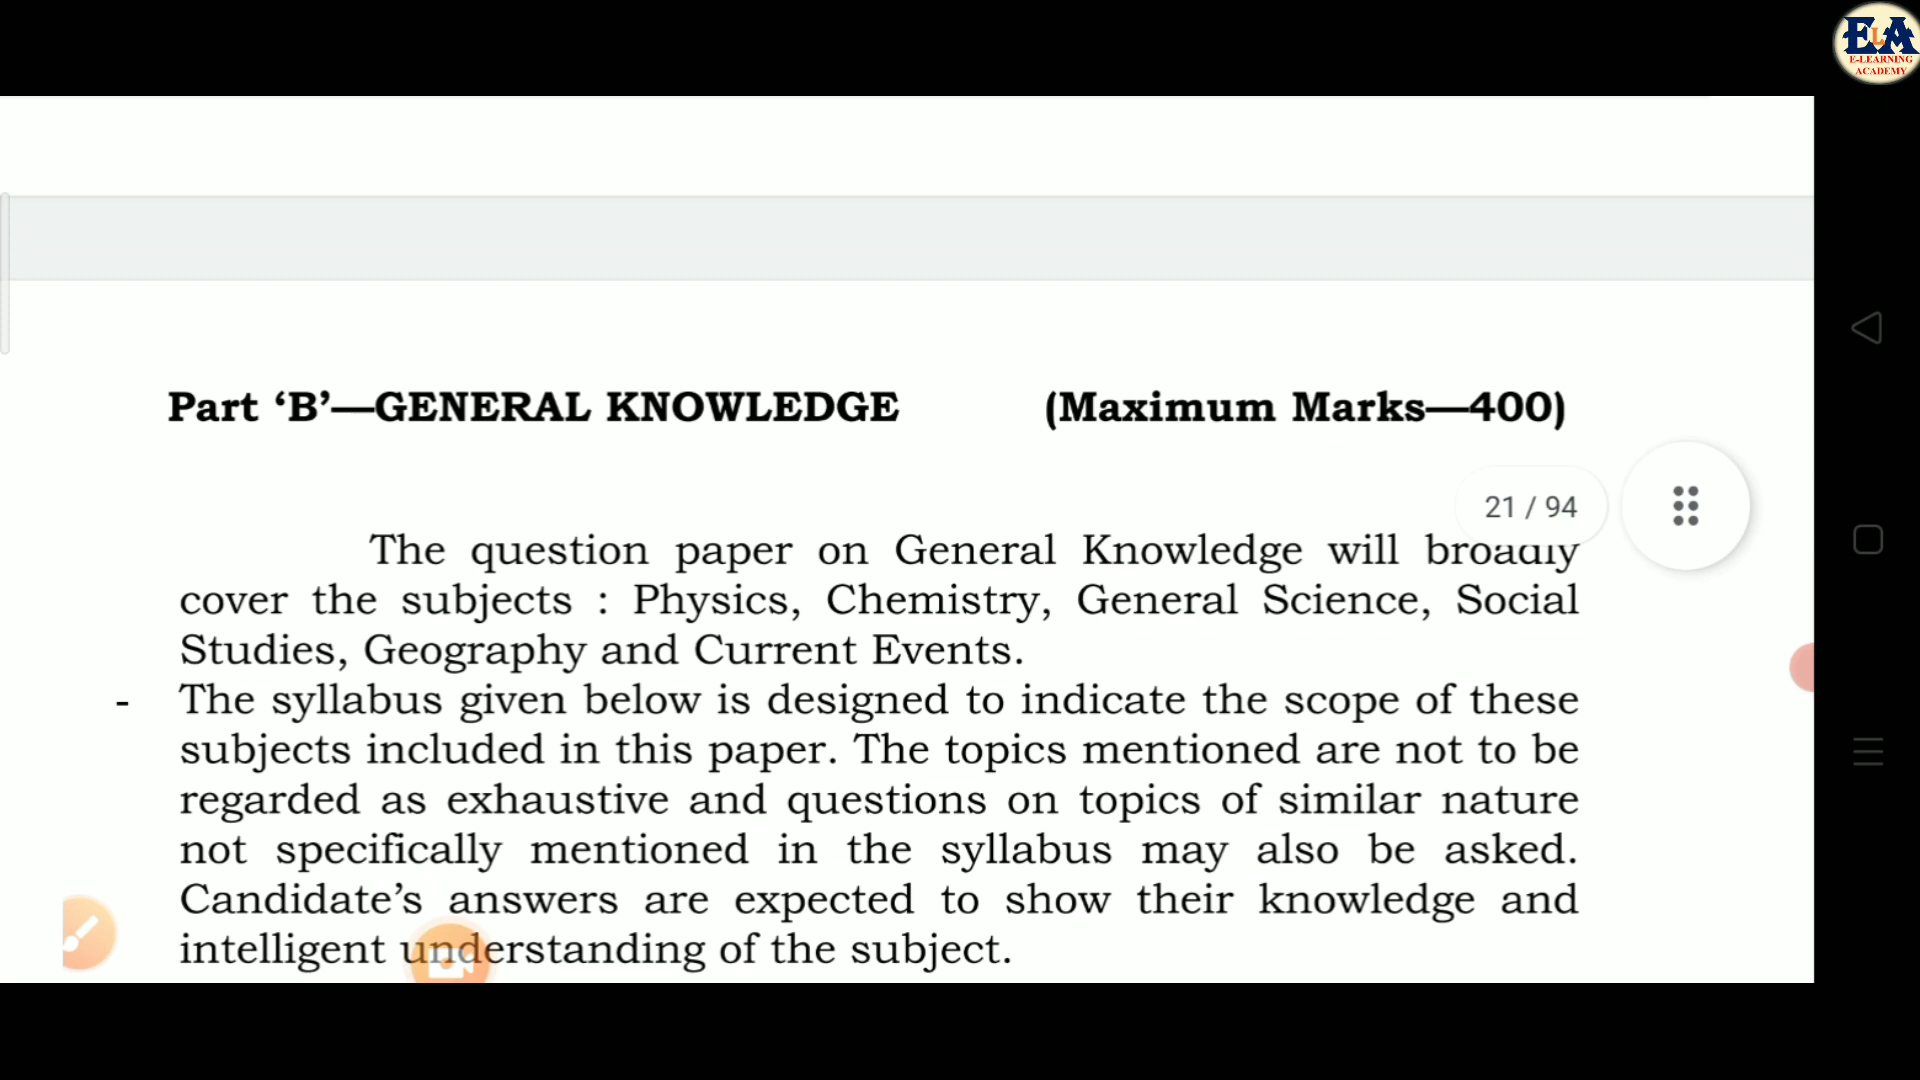 ELA
E-LEARNING
ACADEMY
Part ‘B’—GENERAL KNOWLEDGE (Maximum Marks—400)
21 / 94
The question paper on General Knowledge will broadly
cover the subjects : Physics, Chemistry, General Science, Social
Studies, Geography and Current Events.
- The syllabus given below is designed to indicate the scope of these
subjects included in this paper. The topics mentioned are not to be
regarded as exhaustive and questions on topics of similar nature
not specifically mentioned in the syllabus may also be asked.
Candidate’s answers are expected to show their knowledge and
intelligent understanding of the subject.